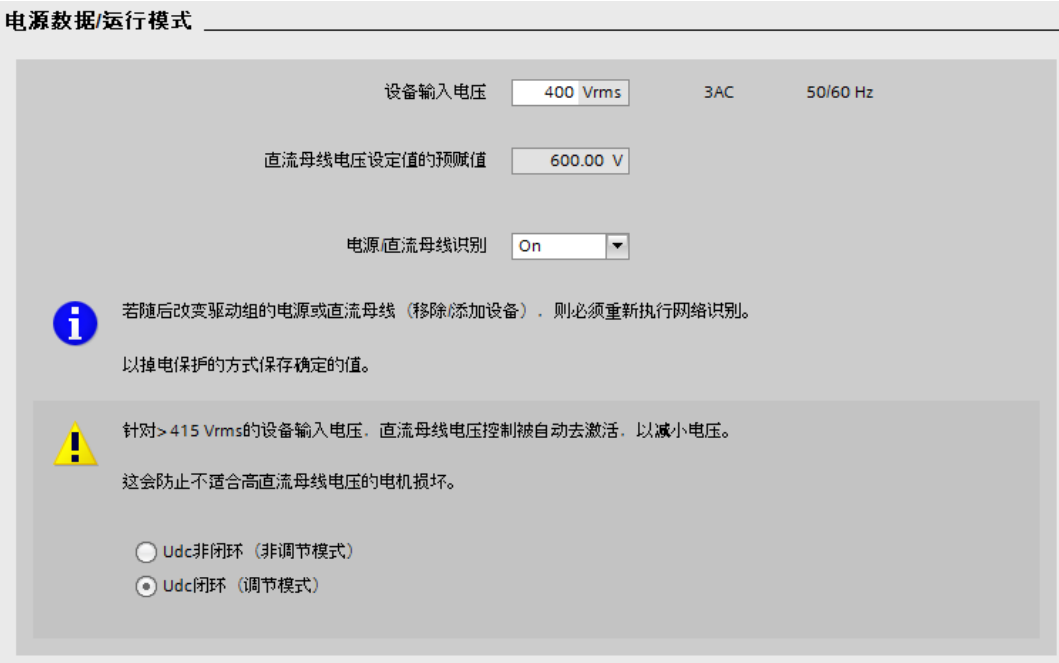 电源数据/运行模式
设备输入电压 400 Vrms 3AC 50/60 Hz
直流母线电压设定值的预赋值 600.00 V
电源/直流母线识别 On
若随后改变驱动组的电源或直流母线（移除/添加设备），则必须重新执行网络识别。
以掉电保护的方式保存确定的值。
针对> 415 Vrms的设备输入电压，直流母线电压控制被自动去激活，以减小电压。
这会防止不适合高直流母线电压的电机损坏。
Udc非闭环（非调节模式）
Udc闭环（调节模式）